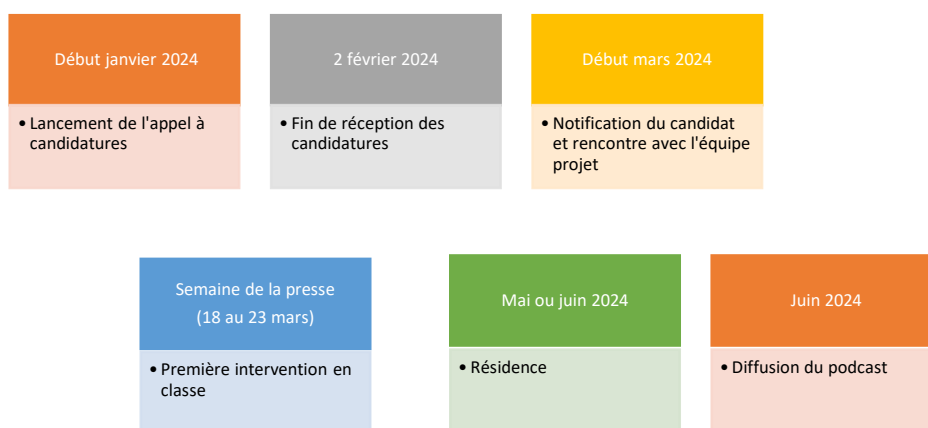 Début janvier 2024
• Lancement de l'appel à
candidatures
2 février 2024
• Fin de réception des
candidatures
Début mars 2024
• Notification du candidat
et rencontre avec l'équipe
projet
Semaine de la presse
(18 au 23 mars)
• Première intervention en
classe
Mai ou juin 2024
• Résidence
Juin 2024
• Diffusion du podcast